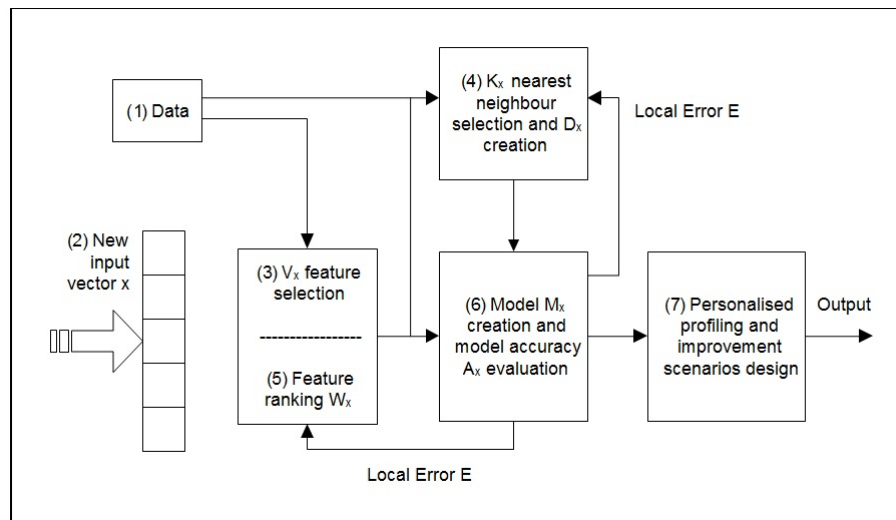 (1) Data
(4) Kₓ nearest
neighbour
selection and Dₓ
creation
Local Error E
(2) New
input
vector x
(3) Vₓ feature
selection
------------------
(5) Feature
ranking Wₓ
(6) Model Mₓ
creation and
model accuracy
Aₓ evaluation
(7) Personalised
profiling and
improvement
scenarios design
Output
Local Error E